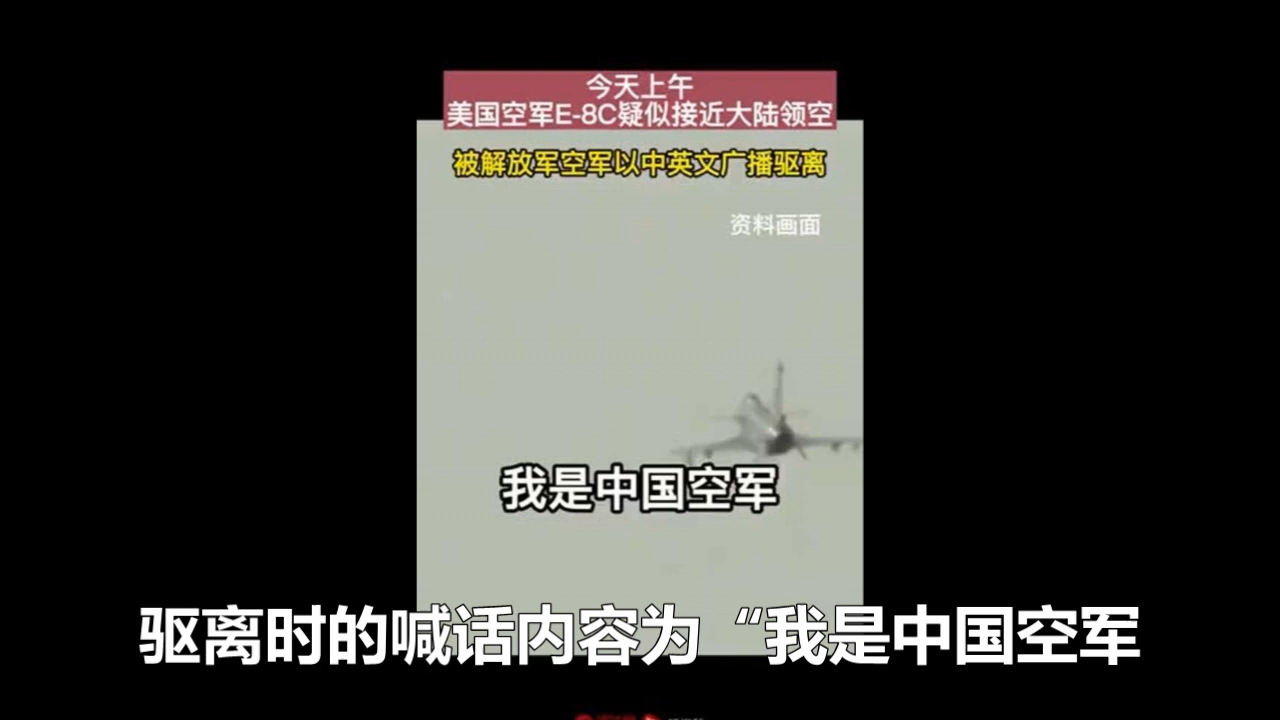 今天上午
美国空军E-8C疑似接近大陆领空
被解放军空军以中英文广播驱离
资料画面
我是中国空军
驱离时的喊话内容为“我是中国空军